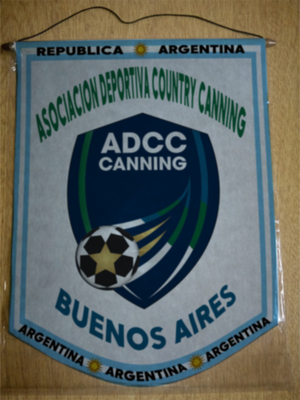 REPUBLICA ARGENTINA
ASOCIACION DEPORTIVA COUNTRY CANNING
ADCC
CANNING
BUENOS AIRES
ARGENTINA ARGENTINA ARGENTINA